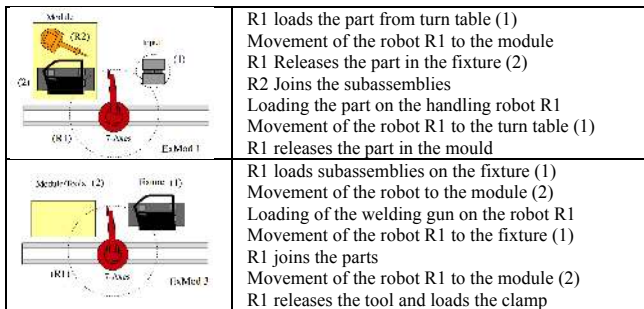 Module
(R2)
Input
(1)
(2)
(R1)
7-Axes
ExMod 1
R1 loads the part from turn table (1)
Movement of the robot R1 to the module
R1 Releases the part in the fixture (2)
R2 Joins the subassemblies
Loading the part on the handling robot R1
Movement of the robot R1 to the turn table (1)
R1 releases the part in the mould
Module/Tools (2)
Fixture (1)
(R1)
7-Axes
ExMod 3
R1 loads subassemblies on the fixture (1)
Movement of the robot to the module (2)
Loading of the welding gun on the robot R1
Movement of the robot R1 to the fixture (1)
R1 joins the parts
Movement of the robot R1 to the module (2)
R1 releases the tool and loads the clamp